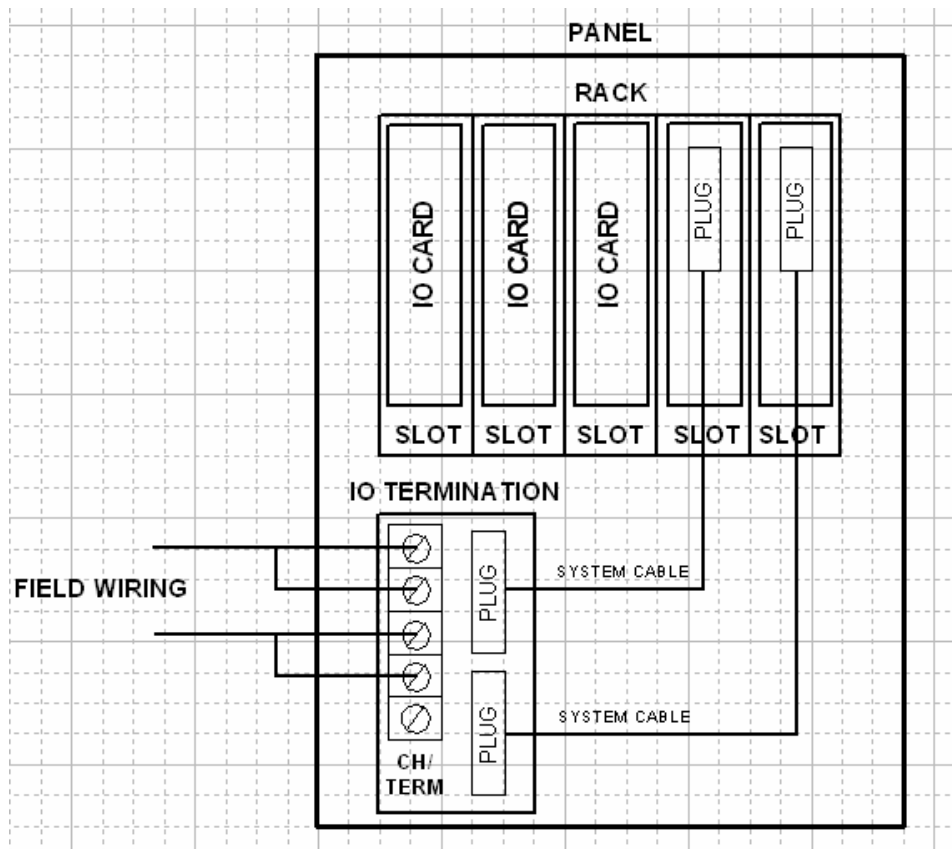 PANEL
RACK
IO CARD
IO CARD
IO CARD
PLUG
PLUG
SLOT SLOT SLOT SLOT SLOT
IO TERMINATION
FIELD WIRING
PLUG
SYSTEM CABLE
PLUG
SYSTEM CABLE
CH/
TERM